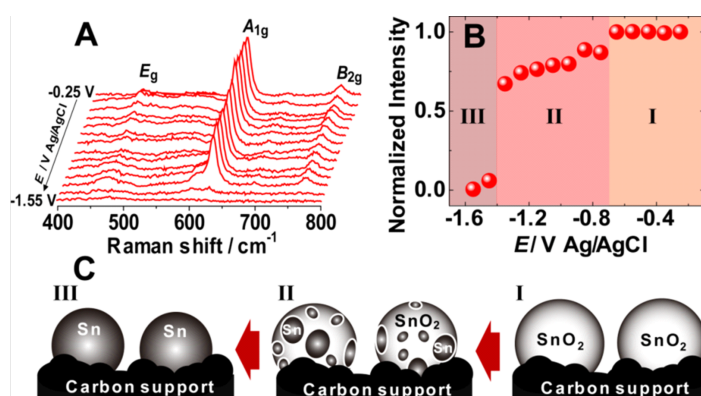 A
Eg
A1g
B2g
-0.25 V
E / V Ag/AgCl
-1.55 V
400 500 600 700 800
Raman shift / cm-1
B
Normalized Intensity
1.0
0.5
0.0
III II I
-1.6 -1.2 -0.8 -0.4
E/ V Ag/AgCl
C
III II I
Sn Sn Sn SnO2 Sn SnO2 SnO2
Carbon support Carbon support Carbon support